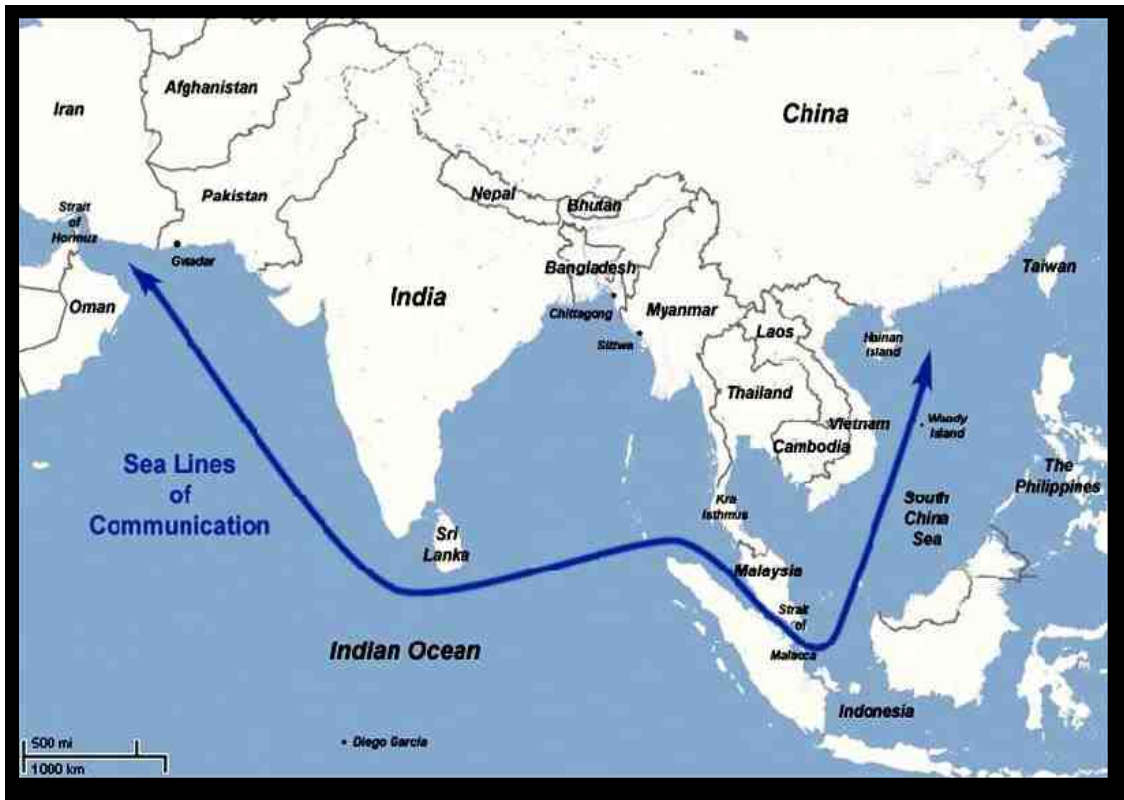 Afghanistan
Iran
China
Pakistan
Nepal
Bhutan
Strait
of
Hormuz
Gwadar
Bangladesh
Taiwan
India
Oman
Chittagong
Myanmar
Sittwe
Laos
Hainan
Island
Thailand
Vietnam
Woody
Island
Cambodia
Sea Lines
of
Communication
The
Philippines
Kra
Isthmus
South
China
Sea
Sri
Lanka
Malaysia
Strait
of
Malacca
Indian Ocean
Indonesia
Diego Garcia
500 mi
1000 km